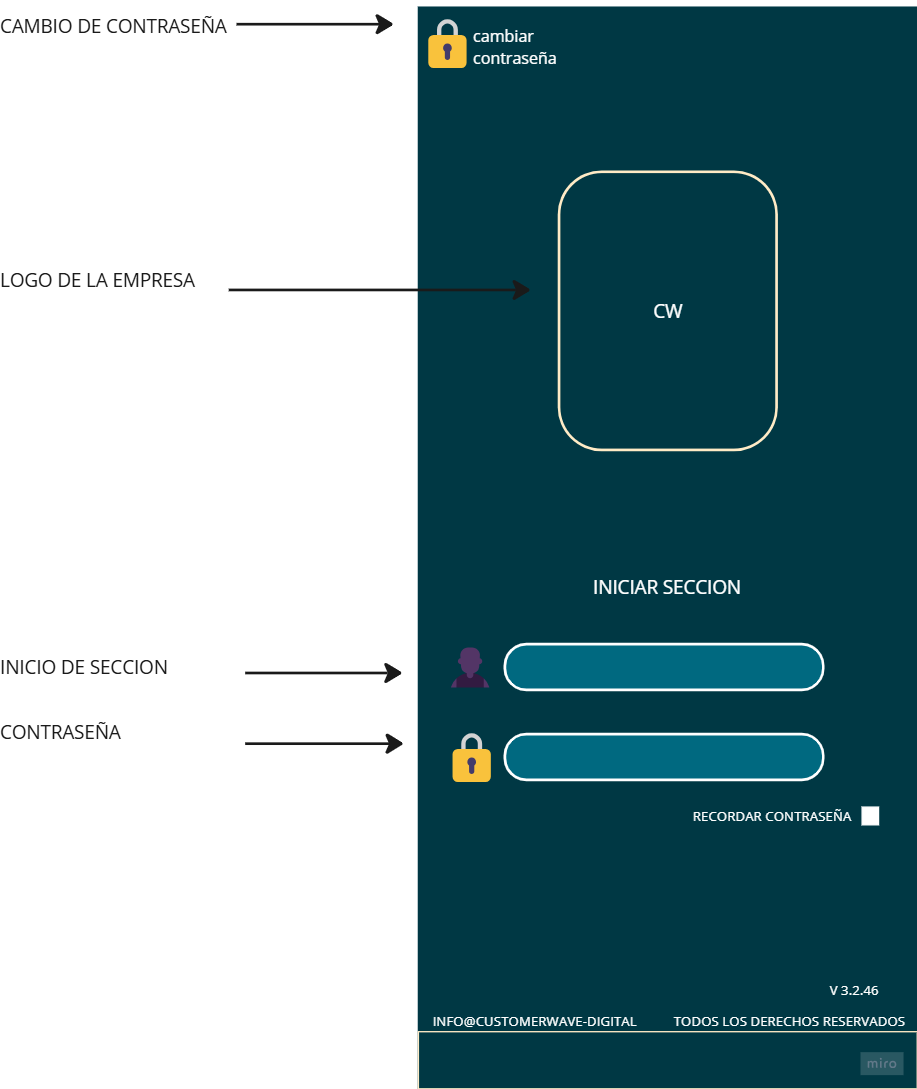 CAMBIO DE CONTRASEÑA
cambiar
contraseña
LOGO DE LA EMPRESA
CW
INICIAR SECCION
INICIO DE SECCION
CONTRASEÑA
RECORDAR CONTRASEÑA
V 3.2.46
INFO@CUSTOMERWAVE-DIGITAL TODOS LOS DERECHOS RESERVADOS
miro